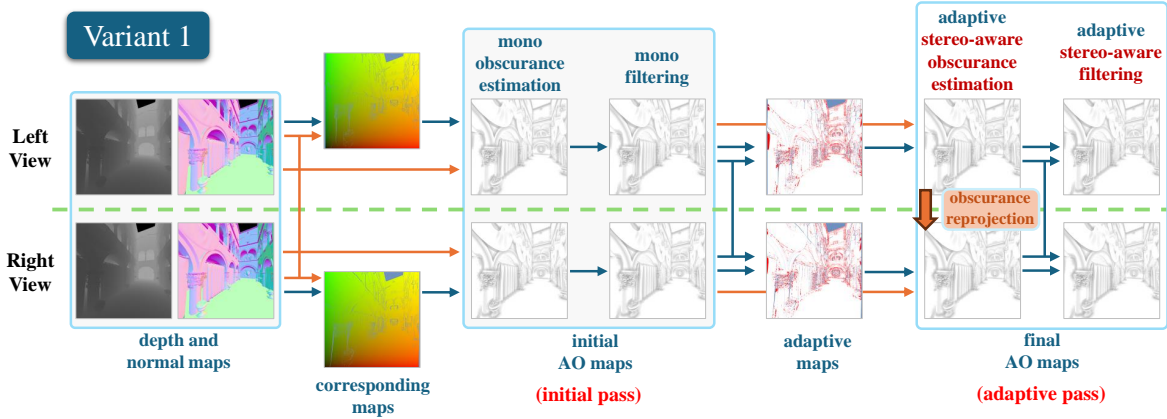 Variant 1
mono
obscurance
estimation
mono
filtering
adaptive
stereo-aware
obscurance
estimation
adaptive
stereo-aware
filtering
Left
View
obscurance
reprojection
Right
View
depth and
normal maps
corresponding
maps
initial
AO maps
(initial pass)
adaptive
maps
final
AO maps
(adaptive pass)